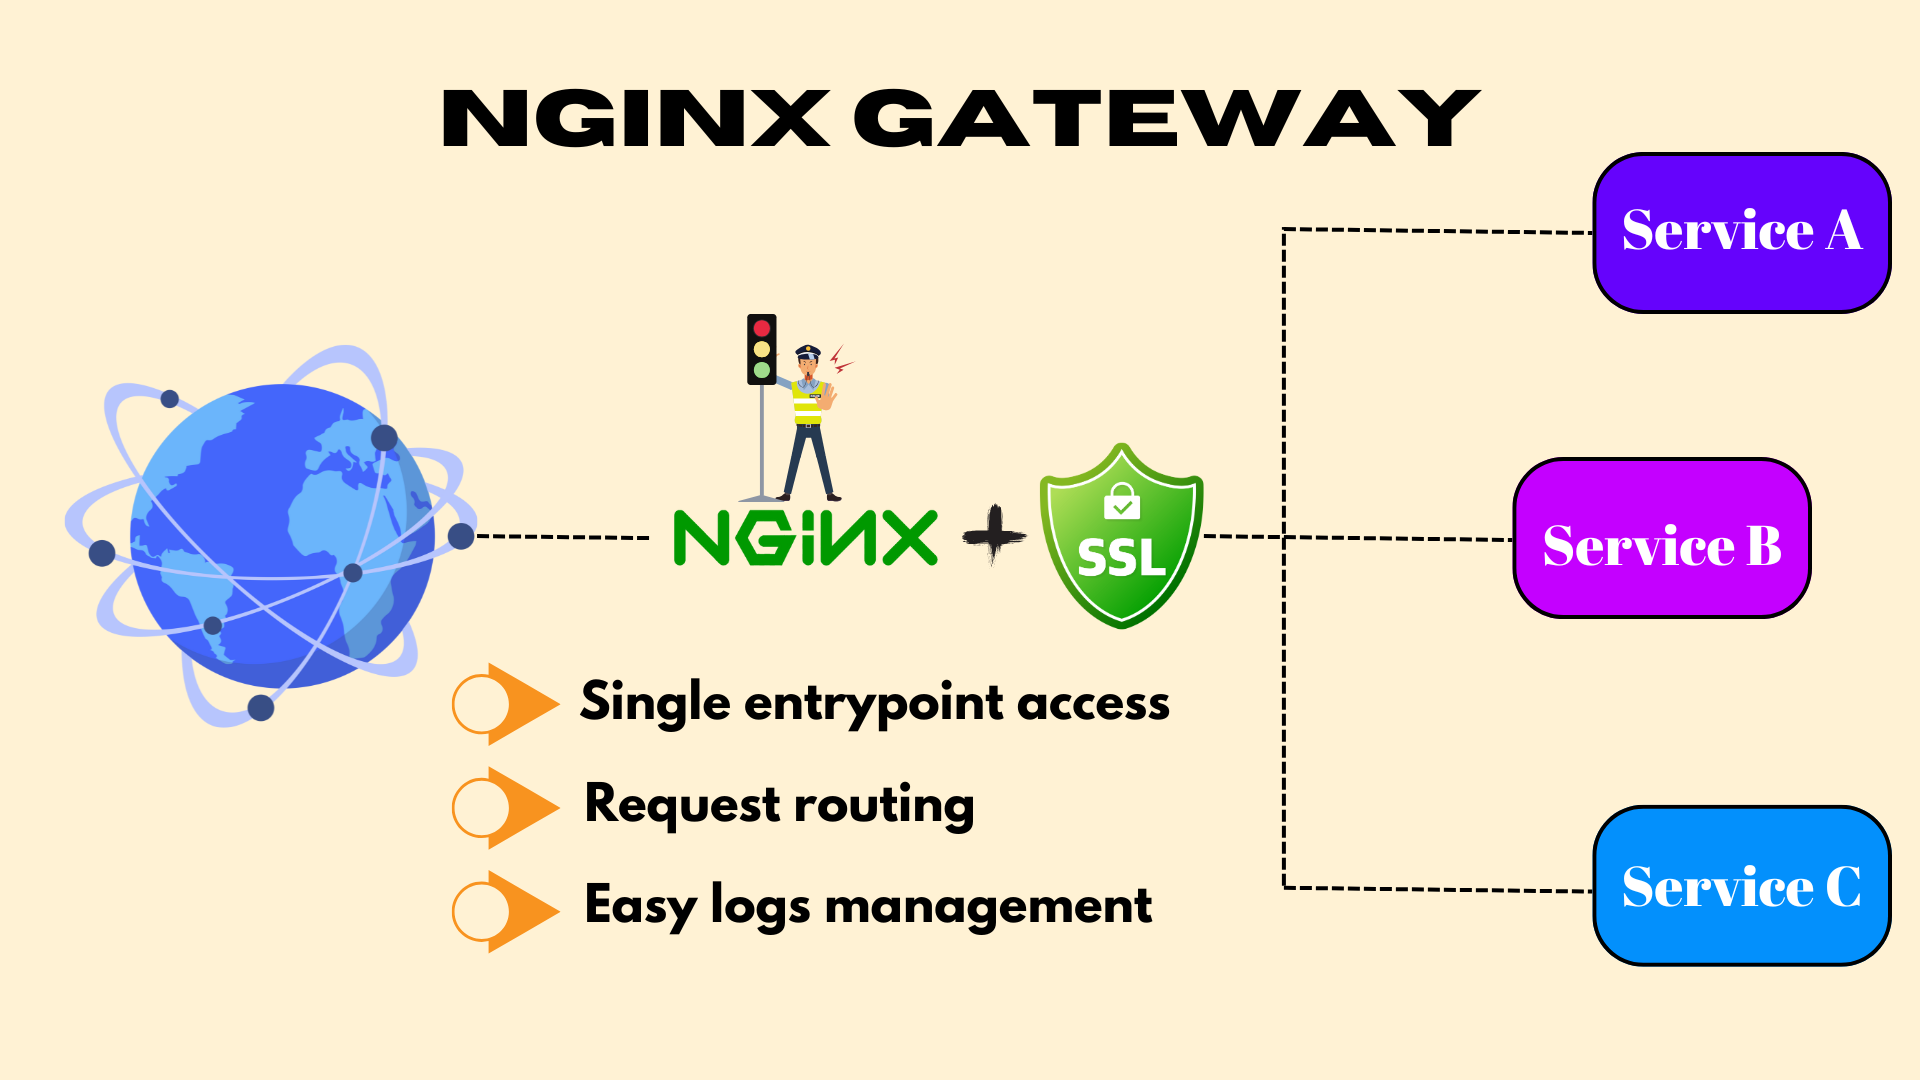 NGINX GATEWAY
Service A
NGiNX
SSL
Service B
Single entrypoint access
Request routing
Easy logs management
Service C